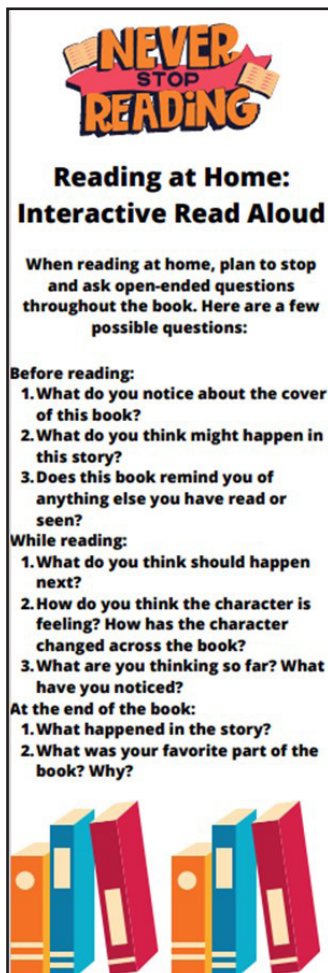 NEVER
STOP
READING
Reading at Home:
Interactive Read Aloud
When reading at home, plan to stop
and ask open-ended questions
throughout the book. Here are a few
possible questions:
Before reading:
1. What do you notice about the cover
of this book?
2. What do you think might happen in
this story?
3. Does this book remind you of
anything else you have read or
seen?
While reading:
1. What do you think should happen
next?
2. How do you think the character is
feeling? How has the character
changed across the book?
3. What are you thinking so far? What
have you noticed?
At the end of the book:
1. What happened in the story?
2. What was your favorite part of the
book? Why?